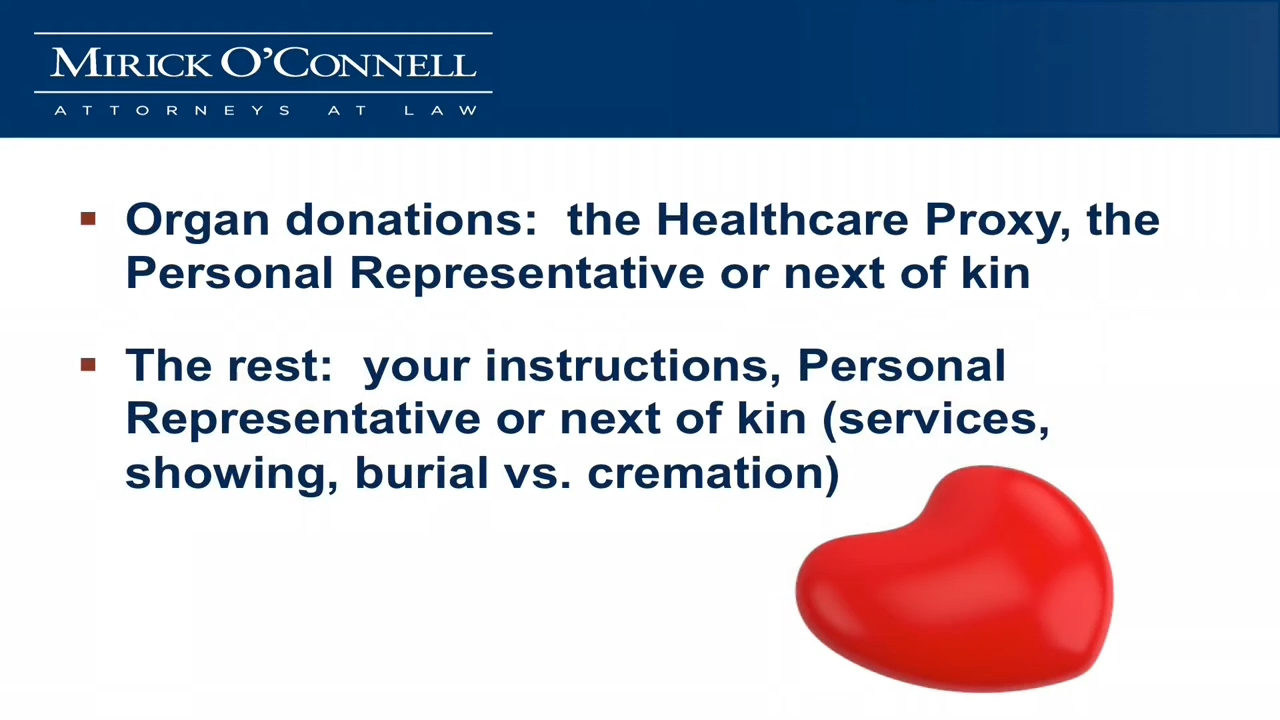 MIRICK O'CONNELL
ATTORNEYS AT LAW
▪ Organ donations: the Healthcare Proxy, the
Personal Representative or next of kin
▪ The rest: your instructions, Personal
Representative or next of kin (services,
showing, burial vs. cremation)